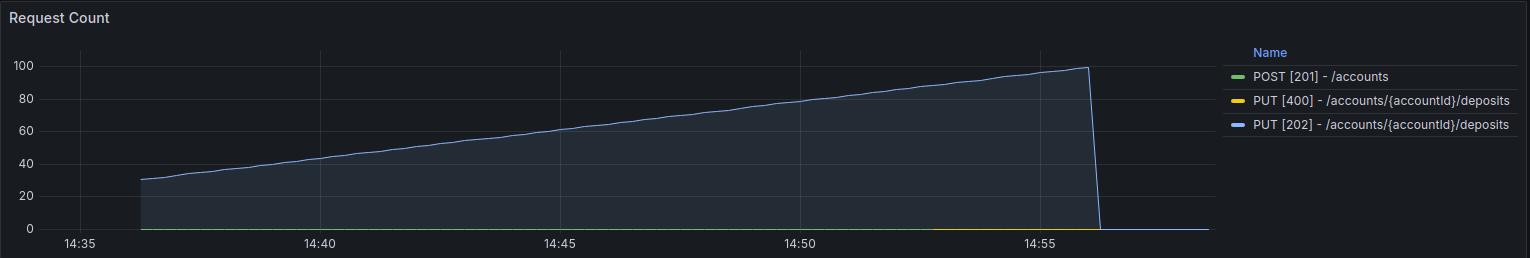 Request Count
100
80
60
40
20
0
14:35
14:40
14:45
14:50
14:55
Name
POST [201] - /accounts
PUT [400] - /accounts/{accountId}/deposits
PUT [202] - /accounts/{accountId}/deposits